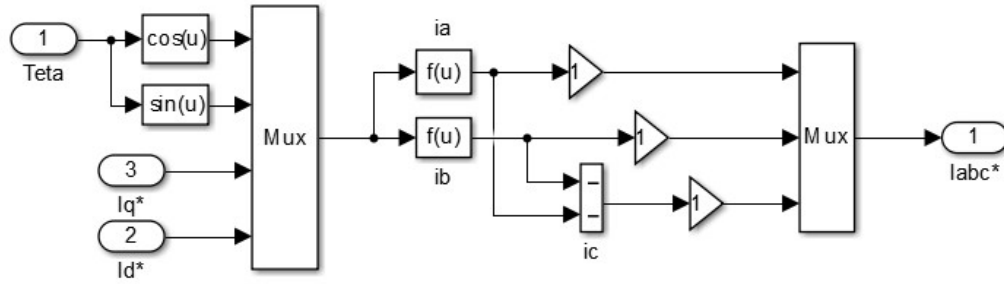 1
Teta
cos(u)
sin(u)
3
Iq*
2
Id*
Mux
ia
f(u)
f(u)
ib
1
1
–
–
ic
1
Mux
1
Iabc*